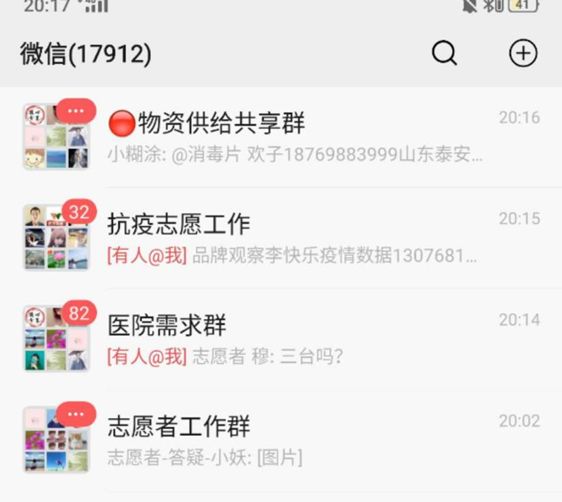 20:17
41
微信(17912)
...
🔴物资供给共享群
20:16
小糊涂: @消毒片 欢子18769883999山东泰安...
32
抗疫志愿工作
20:15
[有人@我] 品牌观察李快乐疫情数据1307681...
82
医院需求群
20:14
[有人@我] 志愿者 穆: 三台吗?
...
志愿者工作群
20:02
志愿者-答疑-小妖: [图片]